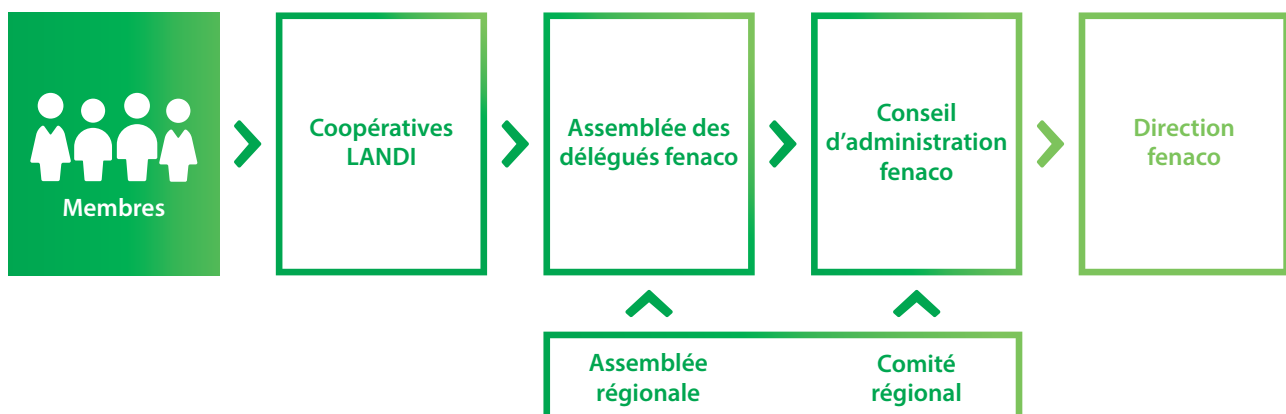 Membres
Coopératives
LANDI
Assemblée des
délégués fenaco
Conseil
d’administration
fenaco
Direction
fenaco
Assemblée
régionale
Comité
régional